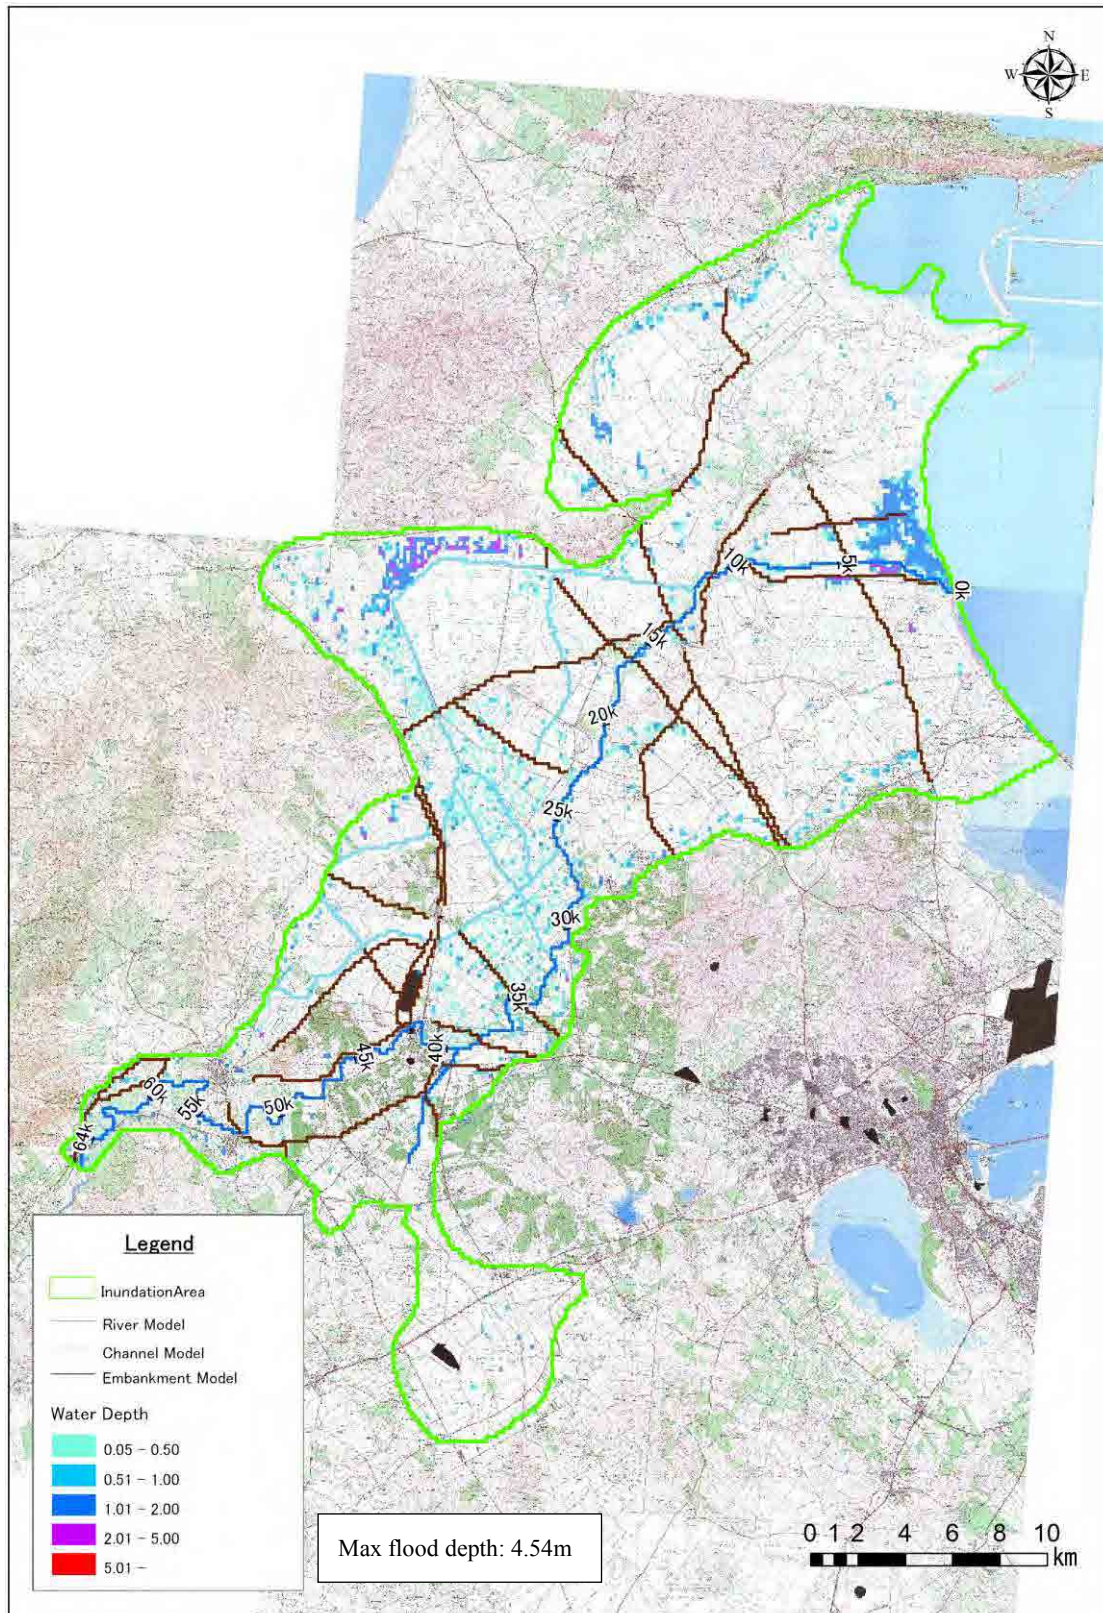 N
W E
S
0k
5k
10k
15k
20k
25k
30k
35k
40k
45k
50k
55k
60k
64k
Legend
InundationArea
River Model
Channel Model
Embankment Model
Water Depth
0.05 - 0.50
0.51 - 1.00
1.01 - 2.00
2.01 - 5.00
5.01 -
Max flood depth: 4.54m
0 1 2 4 6 8 10
km